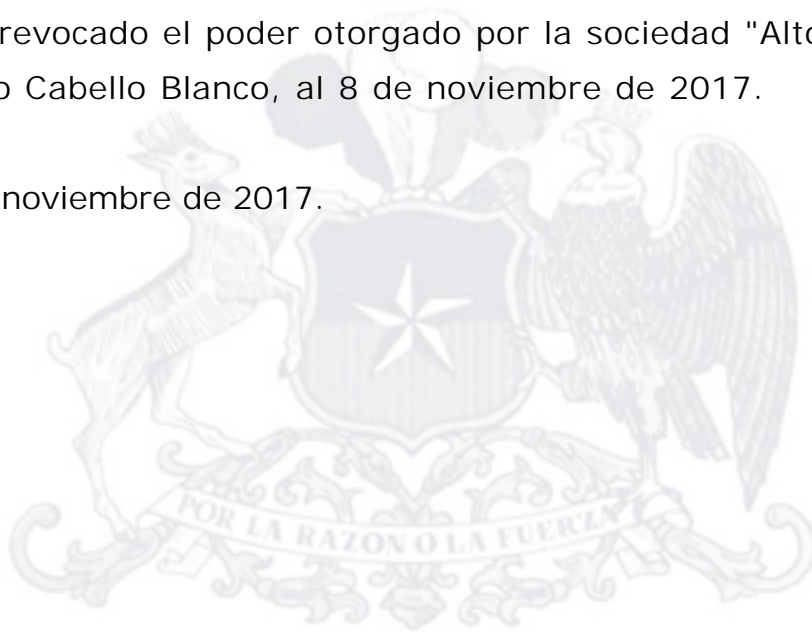 revocado el poder otorgado por la sociedad "Alto
o Cabello Blanco, al 8 de noviembre de 2017.
noviembre de 2017.
POR LA RAZON O LA FUERZA